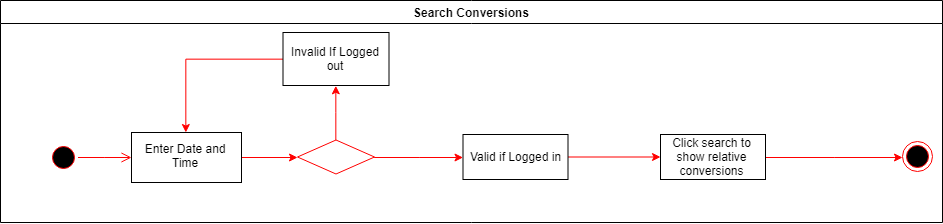 Search Conversions
Invalid If Logged
out
Enter Date and
Time
Valid if Logged in
Click search to
show relative
conversions